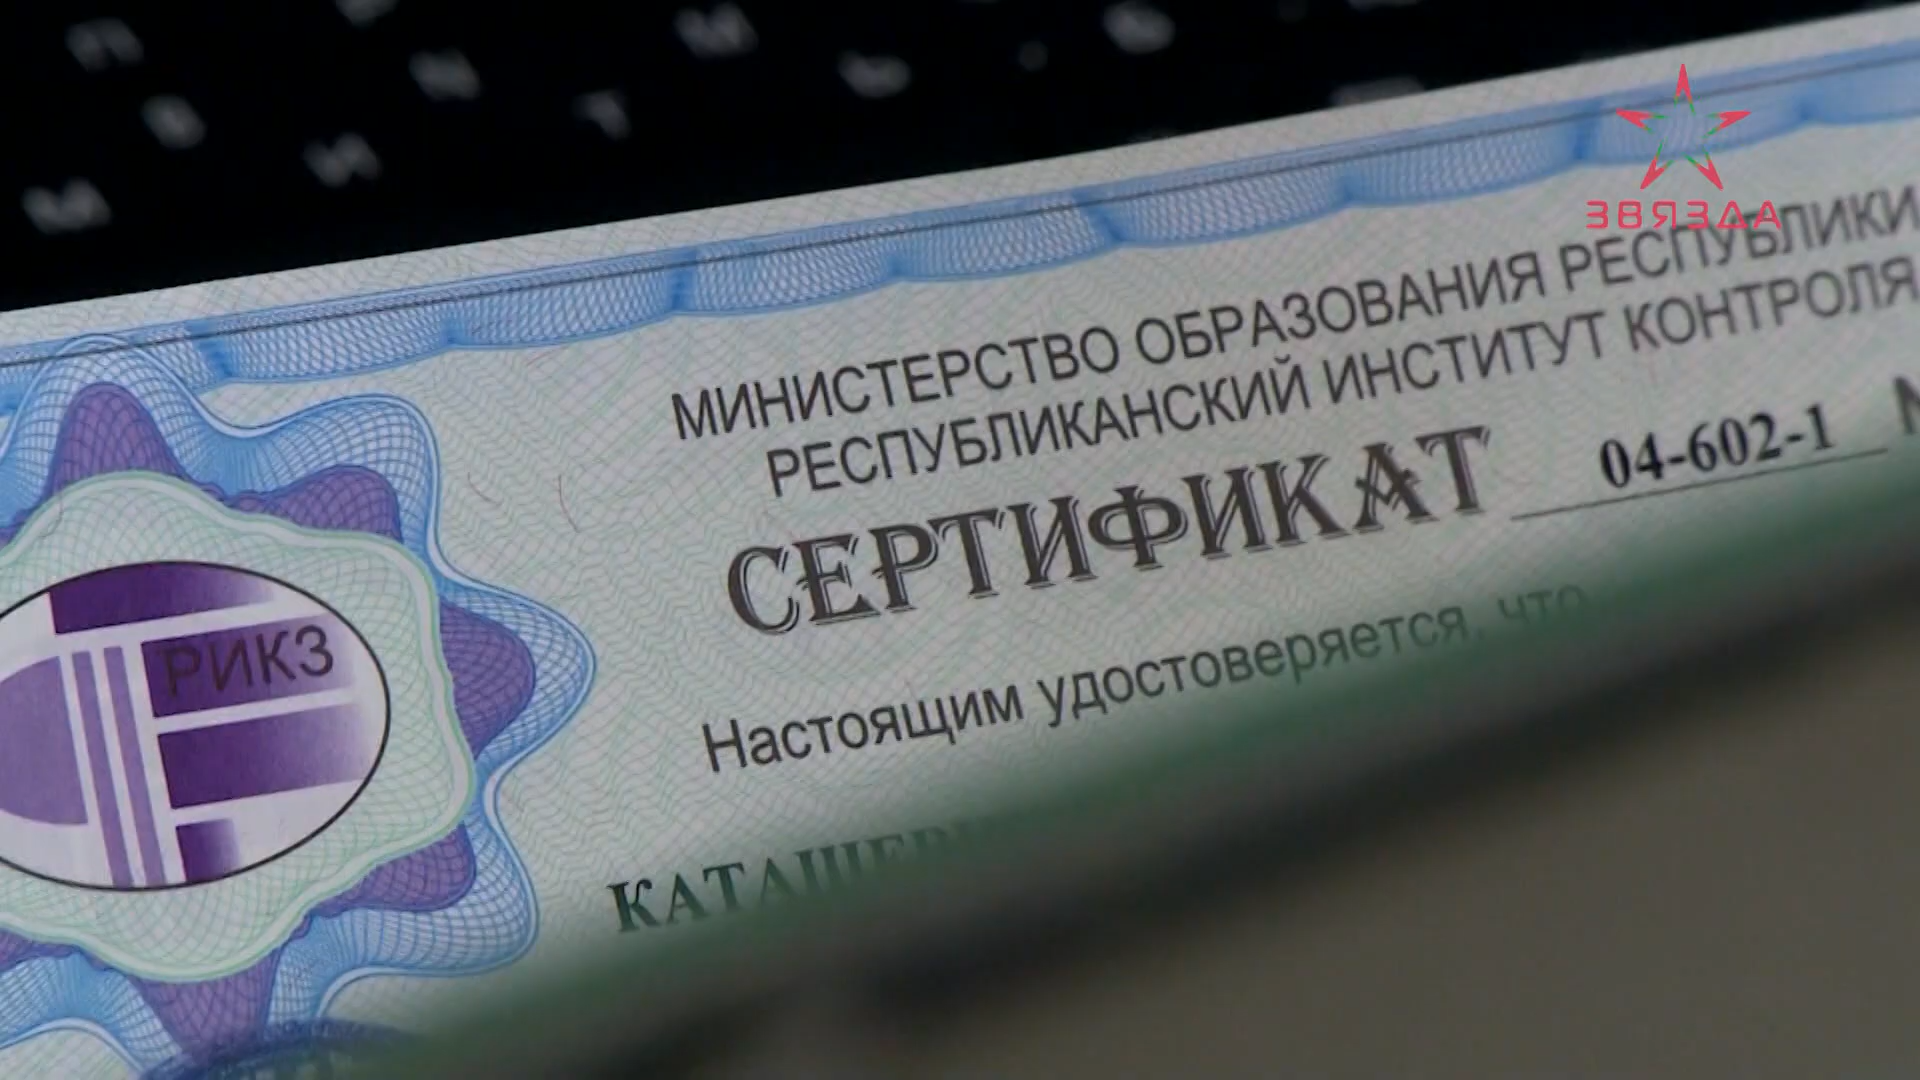 ЗВЯЗДА
МИНИСТЕРСТВО ОБРАЗОВАНИЯ РЕСПУБЛИКИ
РЕСПУБЛИКАНСКИЙ ИНСТИТУТ КОНТРОЛЯ
СЕРТИФИКАТ 04-602-1
РИКЗ
Настоящим удостоверяется, что